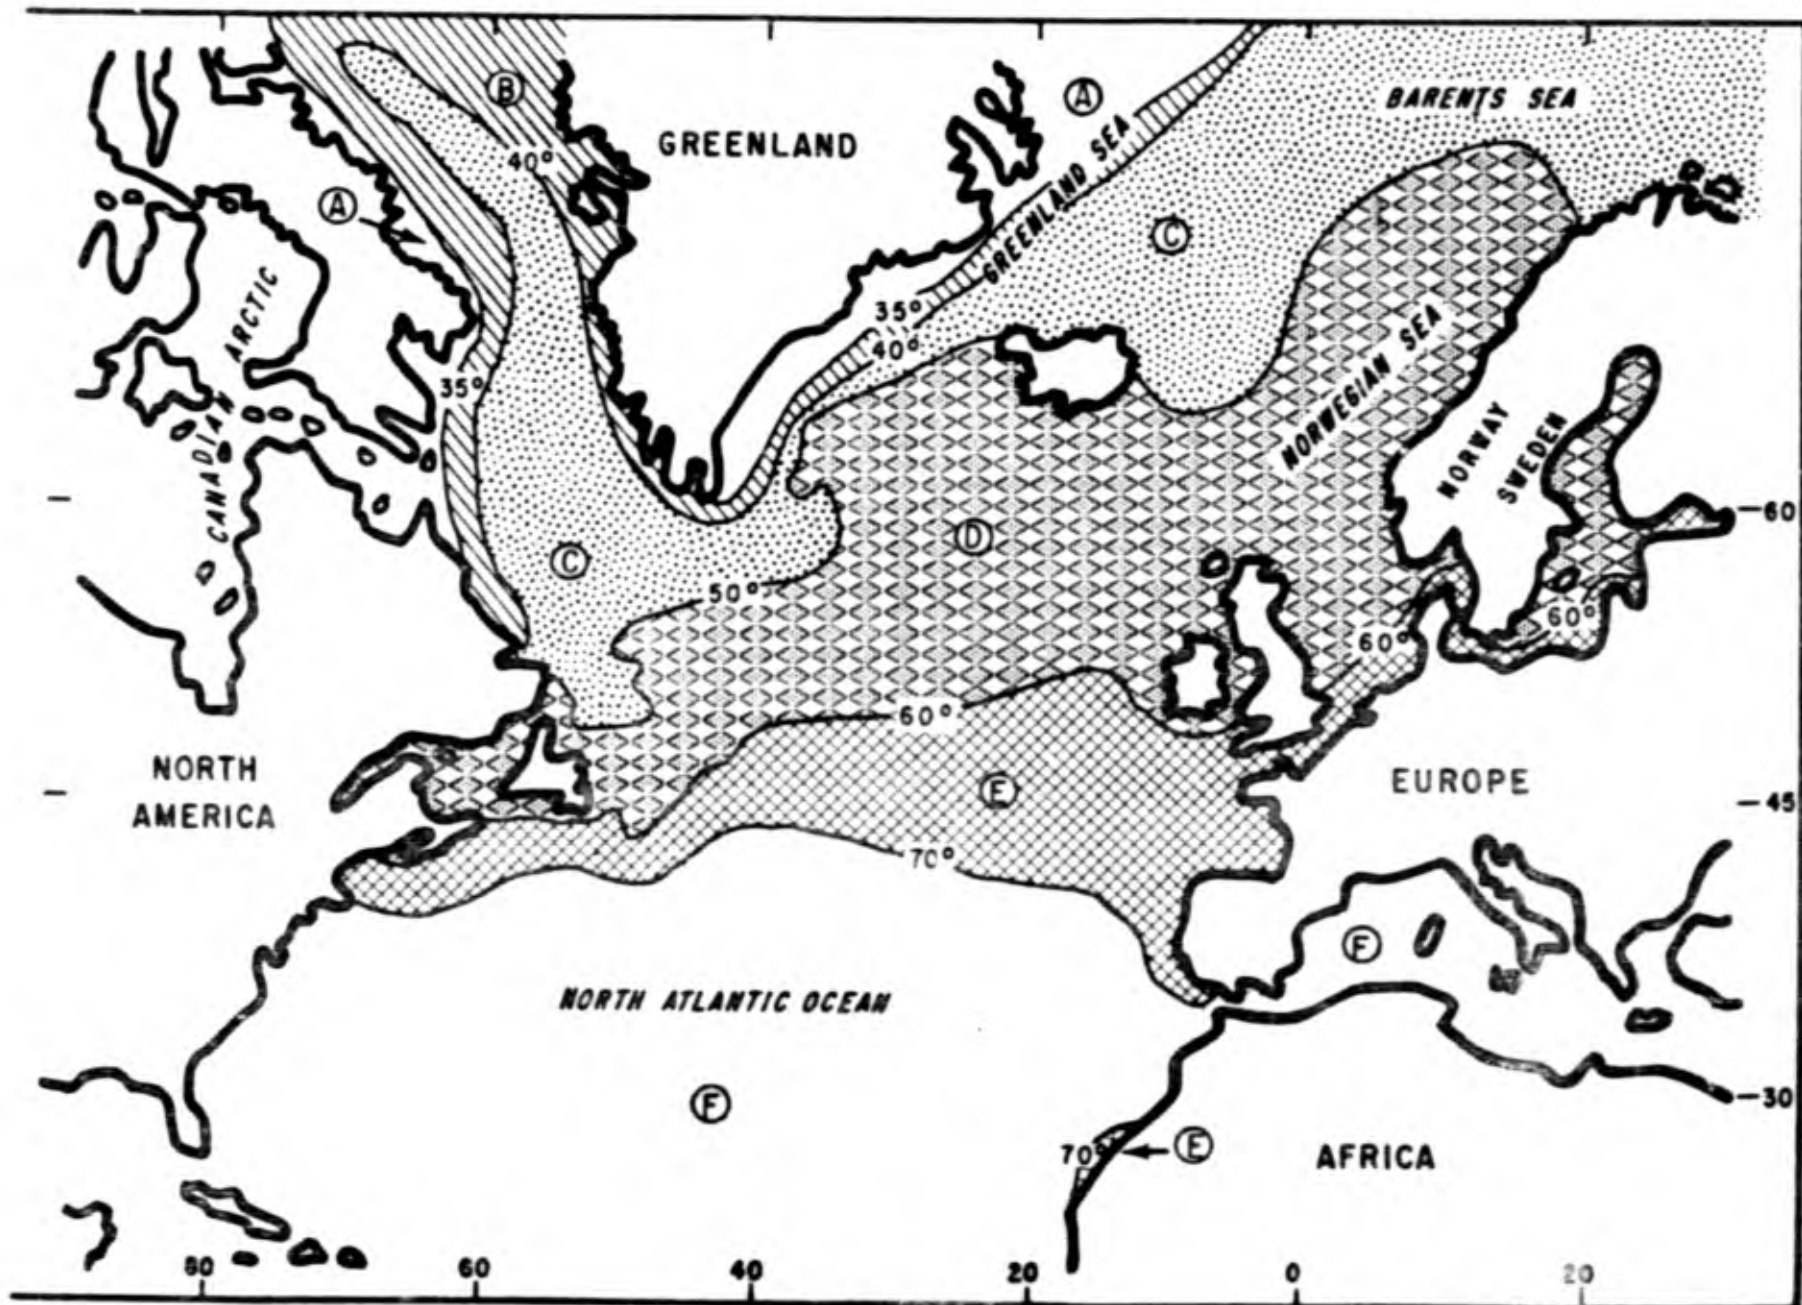 B
A
BARENTS SEA
GREENLAND
GREENLAND SEA
40°
A
C
ARCTIC
CANADIAN
35°
40°
35°
NORWEGIAN SEA
NORWAY
SWEDEN
60
D
C
50°
60°
60°
60°
NORTH
AMERICA
E
EUROPE
45
70°
F
NORTH ATLANTIC OCEAN
F
30
70°
E
AFRICA
80
60
40
20
0
20